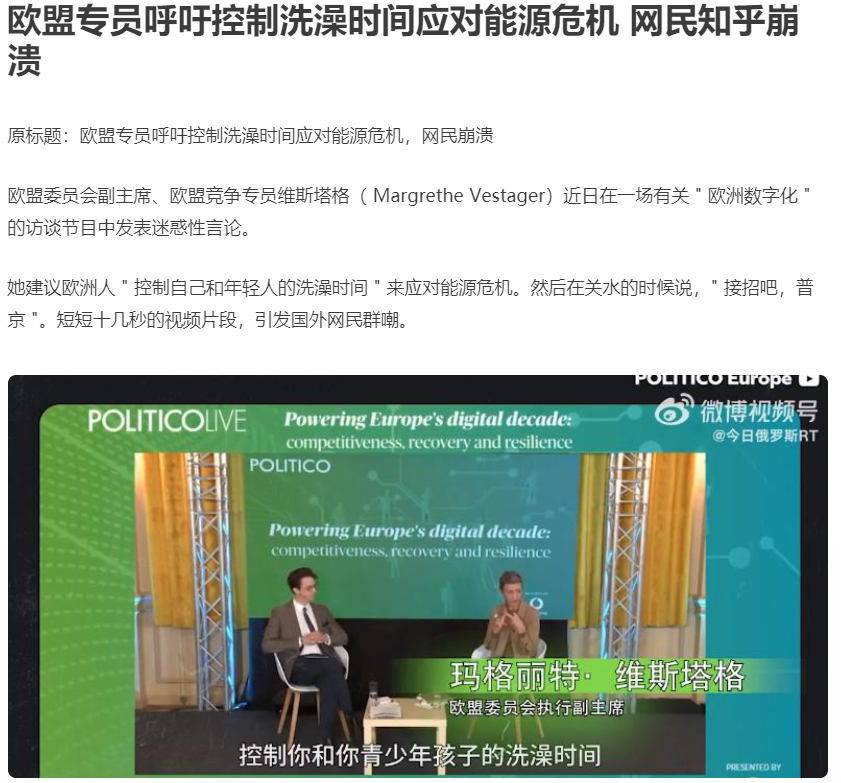 欧盟专员呼吁控制洗澡时间应对能源危机 网民知乎崩
溃
原标题：欧盟专员呼吁控制洗澡时间应对能源危机，网民崩溃
欧盟委员会副主席、欧盟竞争专员维斯塔格（ Margrethe Vestager）近日在一场有关 " 欧洲数字化 "
的访谈节目中发表迷惑性言论。
她建议欧洲人 " 控制自己和年轻人的洗澡时间 " 来应对能源危机。然后在关水的时候说，" 接招吧，普
京 "。短短十几秒的视频片段，引发国外网民群嘲。
POLITICO Europe
微博视频号
@今日俄罗斯RT
POLITICOLIVE
Powering Europe's digital decade:
competitiveness, recovery and resilience
POLITICO
Powering Europe's digital decade:
competitiveness, recovery and resilience
玛格丽特· 维斯塔格
欧盟委员会执行副主席
控制你和你青少年孩子的洗澡时间
PRESENTED BY